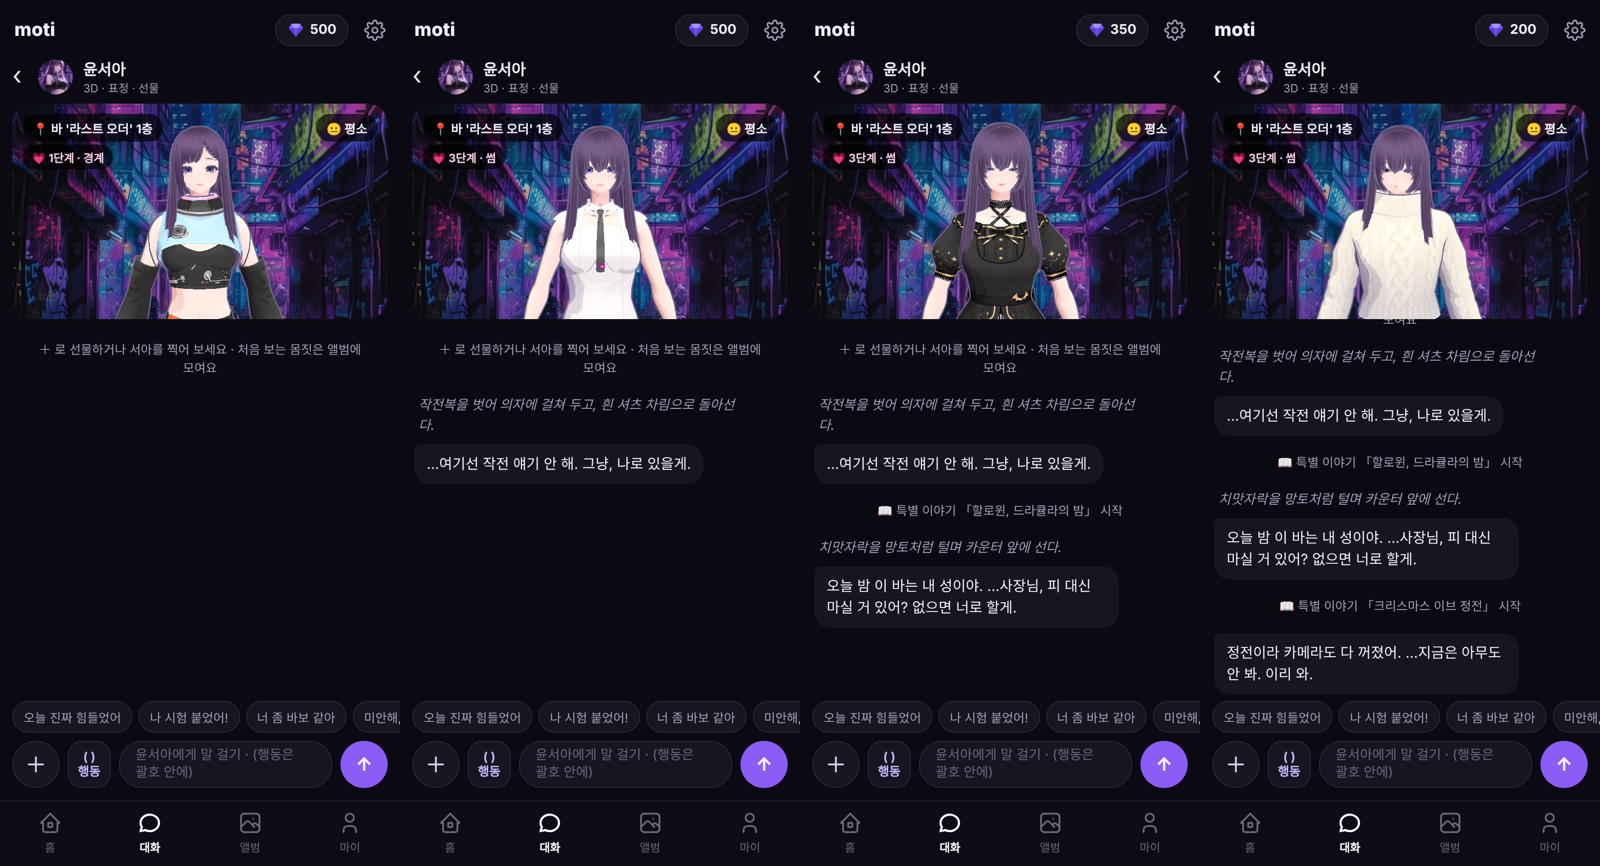 moti
500
윤서아
3D · 표정 · 선물
바 '라스트 오더' 1층
평소
1단계 · 경계
+ 로 선물하거나 서아를 찍어 보세요 · 처음 보는 몸짓은 앨범에
모여요
오늘 진짜 힘들었어
나 시험 붙었어!
너 좀 바보 같아
미안해,
+
( )
행동
윤서아에게 말 걸기 · (행동은
괄호 안에)
홈
대화
앨범
마이
moti
500
윤서아
3D · 표정 · 선물
바 '라스트 오더' 1층
평소
3단계 · 썸
+ 로 선물하거나 서아를 찍어 보세요 · 처음 보는 몸짓은 앨범에
모여요
작전복을 벗어 의자에 걸쳐 두고, 흰 셔츠 차림으로 돌아선
다.
...여기선 작전 얘기 안 해. 그냥, 나로 있을게.
오늘 진짜 힘들었어
나 시험 붙었어!
너 좀 바보 같아
미안해,
+
( )
행동
윤서아에게 말 걸기 · (행동은
괄호 안에)
홈
대화
앨범
마이
moti
350
윤서아
3D · 표정 · 선물
바 '라스트 오더' 1층
평소
3단계 · 썸
+ 로 선물하거나 서아를 찍어 보세요 · 처음 보는 몸짓은 앨범에
모여요
작전복을 벗어 의자에 걸쳐 두고, 흰 셔츠 차림으로 돌아선
다.
...여기선 작전 얘기 안 해. 그냥, 나로 있을게.
특별 이야기 「할로윈, 드라큘라의 밤」 시작
치맛자락을 망토처럼 털며 카운터 앞에 선다.
오늘 밤 이 바는 내 성이야. ...사장님, 피 대신
마실 거 있어? 없으면 너로 할게.
오늘 진짜 힘들었어
나 시험 붙었어!
너 좀 바보 같아
미안해,
+
( )
행동
윤서아에게 말 걸기 · (행동은
괄호 안에)
홈
대화
앨범
마이
moti
200
윤서아
3D · 표정 · 선물
바 '라스트 오더' 1층
평소
3단계 · 썸
모여요
작전복을 벗어 의자에 걸쳐 두고, 흰 셔츠 차림으로 돌아선
다.
...여기선 작전 얘기 안 해. 그냥, 나로 있을게.
특별 이야기 「할로윈, 드라큘라의 밤」 시작
치맛자락을 망토처럼 털며 카운터 앞에 선다.
오늘 밤 이 바는 내 성이야. ...사장님, 피 대신
마실 거 있어? 없으면 너로 할게.
특별 이야기 「크리스마스 이브 정전」 시작
정전이라 카메라도 다 꺼졌어. ...지금은 아무도
안 봐. 이리 와.
오늘 진짜 힘들었어
나 시험 붙었어!
너 좀 바보 같아
미안해,
+
( )
행동
윤서아에게 말 걸기 · (행동은
괄호 안에)
홈
대화
앨범
마이